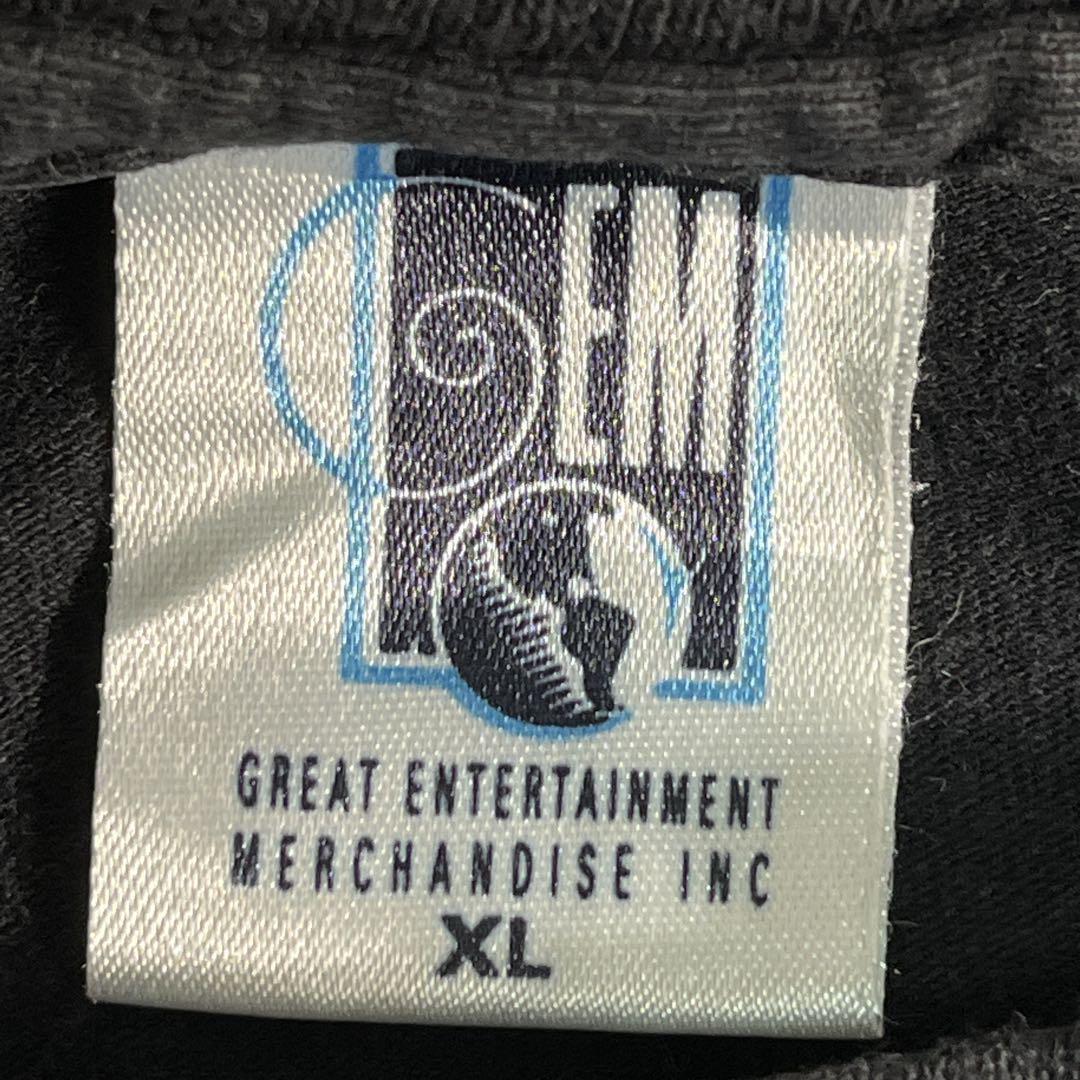 GEM
GREAT ENTERTAINMENT
MERCHANDISE INC
XL